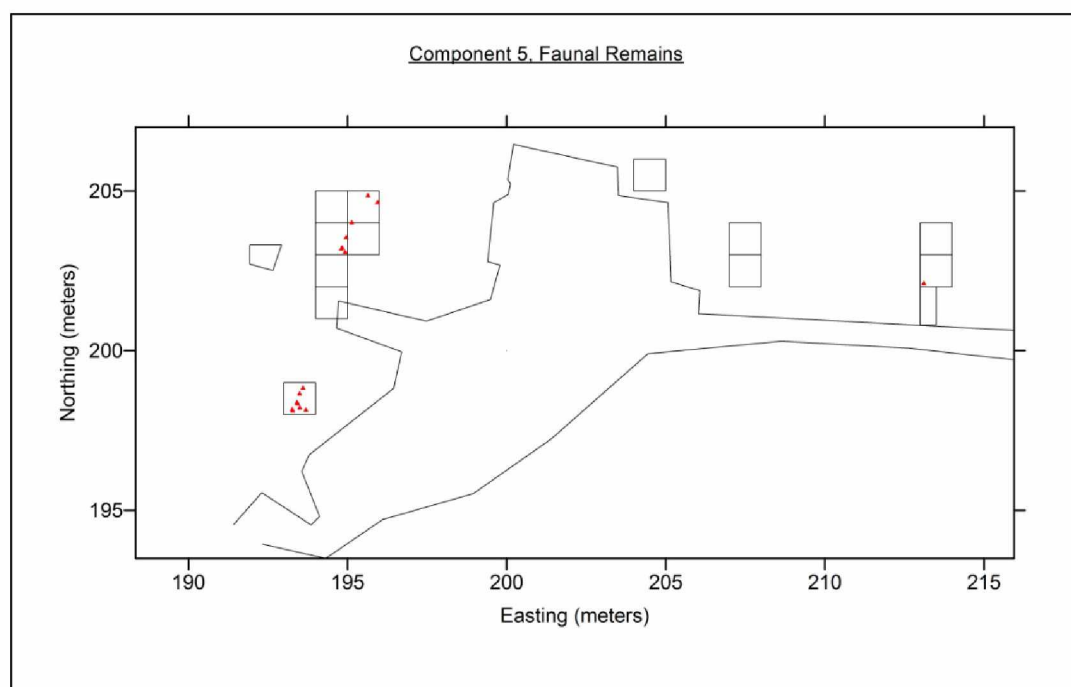 Component 5, Faunal Remains
205
200
195
Northing (meters)
190 195 200 205 210 215
Easting (meters)